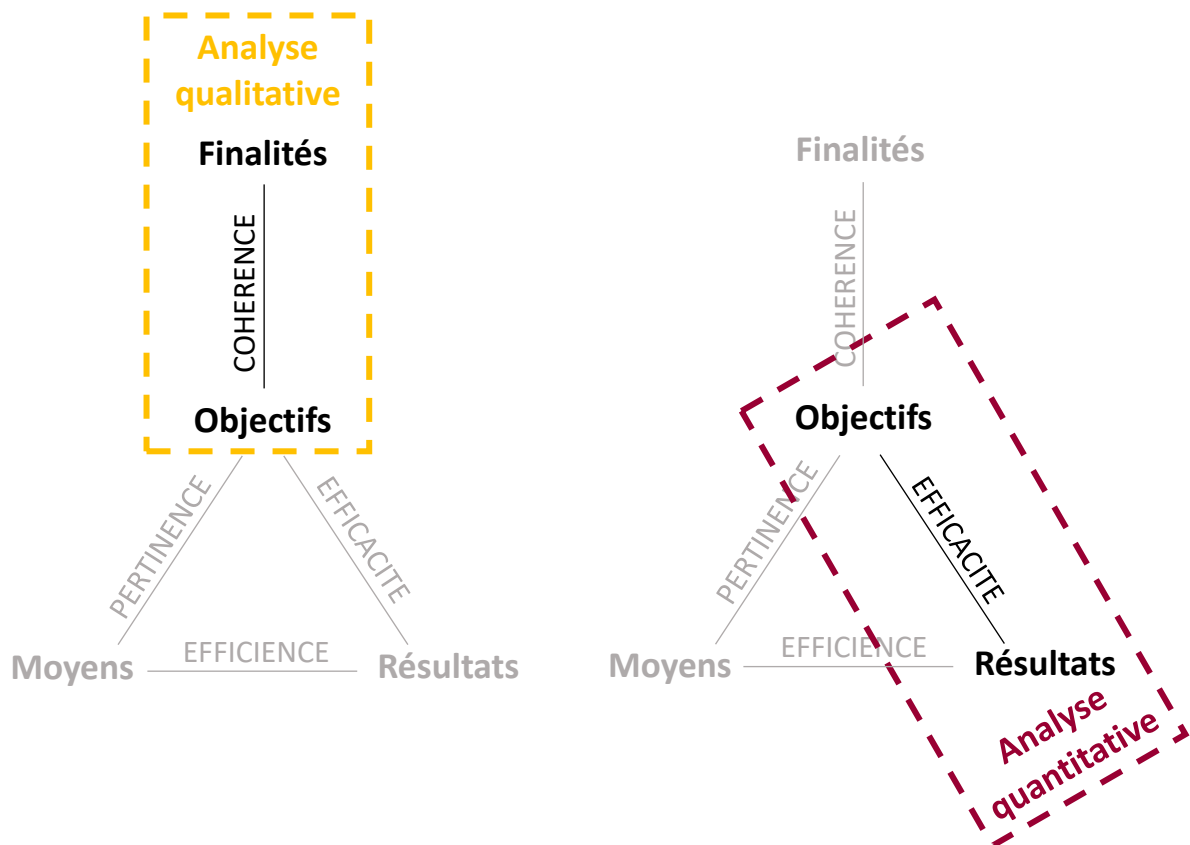 Analyse
qualitative
Finalités
COHERENCE
Objectifs
PERTINENCE
EFFICACITE
Moyens
EFFICIENCE
Résultats
Finalités
COHERENCE
Objectifs
PERTINENCE
EFFICACITE
Moyens
EFFICIENCE
Résultats
Analyse
quantitative